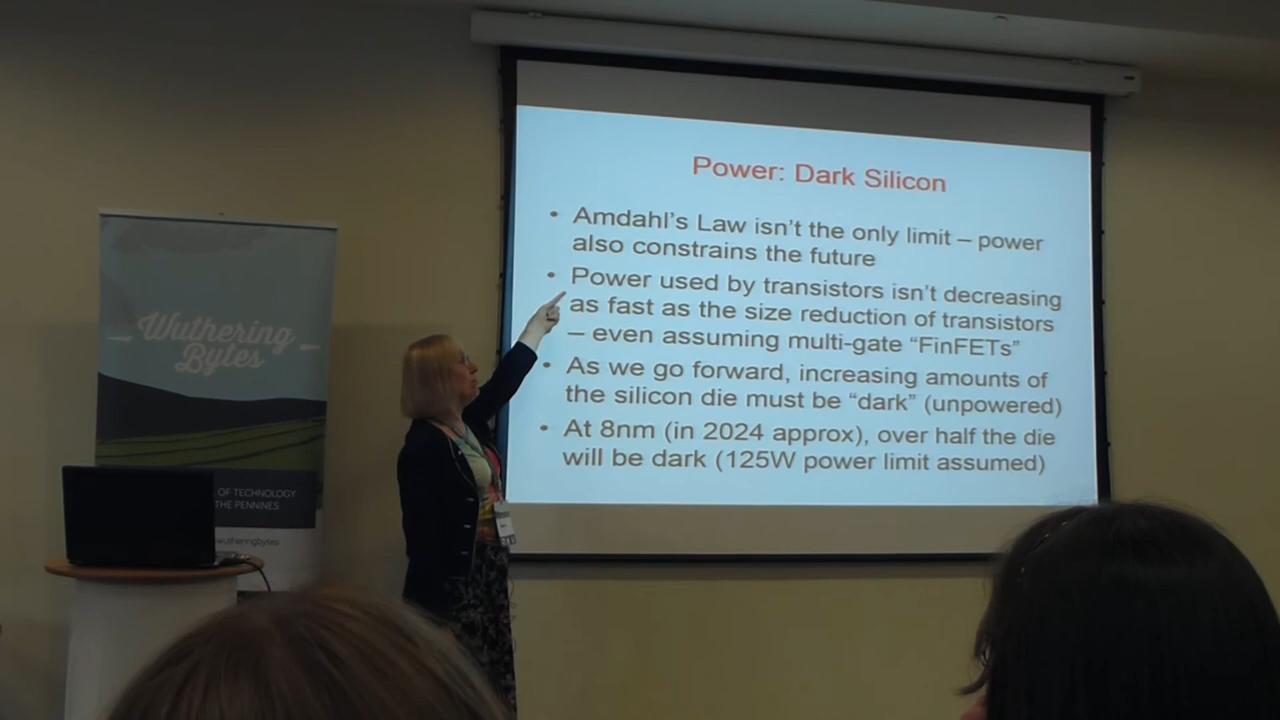 Power: Dark Silicon
• Amdahl's Law isn't the only limit – power
also constrains the future
• Power used by transistors isn't decreasing
as fast as the size reduction of transistors
– even assuming multi-gate “FinFETs”
• As we go forward, increasing amounts of
the silicon die must be “dark” (unpowered)
• At 8nm (in 2024 approx), over half the die
will be dark (125W power limit assumed)
Wuthering
Bytes
OF TECHNOLOGY
THE PENNINES
wutheringbytes